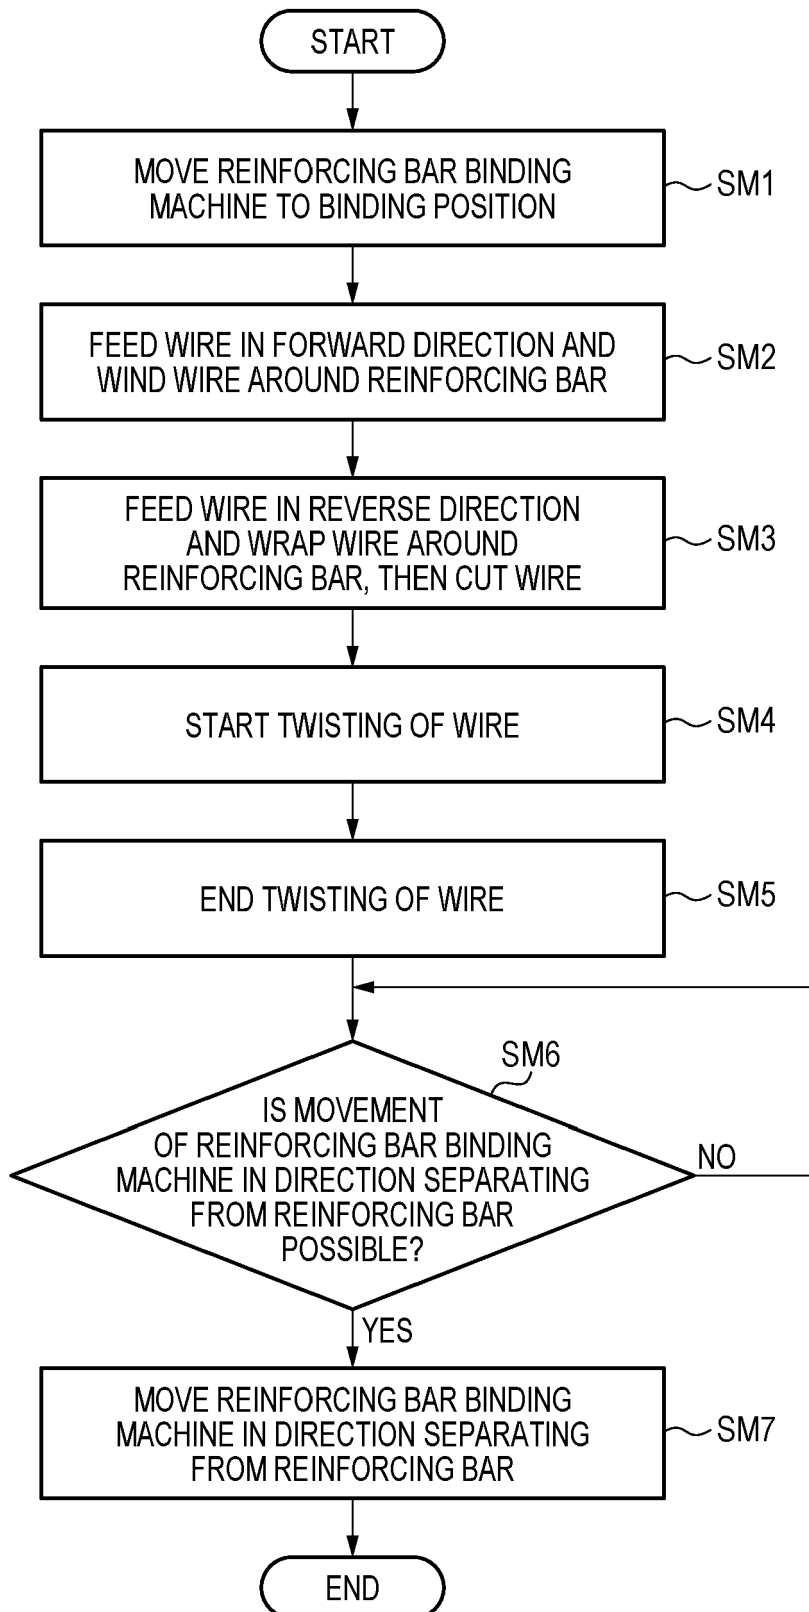 START
MOVE REINFORCING BAR BINDING
MACHINE TO BINDING POSITION
SM1
FEED WIRE IN FORWARD DIRECTION AND
WIND WIRE AROUND REINFORCING BAR
SM2
FEED WIRE IN REVERSE DIRECTION
AND WRAP WIRE AROUND
REINFORCING BAR, THEN CUT WIRE
SM3
START TWISTING OF WIRE
SM4
END TWISTING OF WIRE
SM5
SM6
IS MOVEMENT
OF REINFORCING BAR BINDING
MACHINE IN DIRECTION SEPARATING
FROM REINFORCING BAR
POSSIBLE?
NO
YES
MOVE REINFORCING BAR BINDING
MACHINE IN DIRECTION SEPARATING
FROM REINFORCING BAR
SM7
END